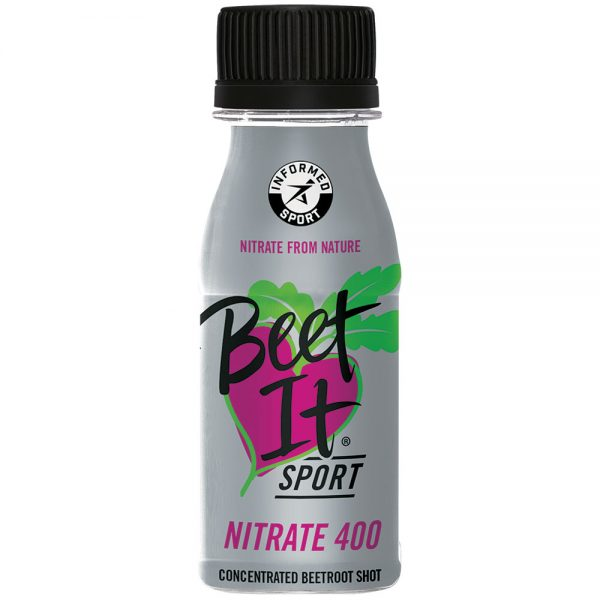 INFORMED
SPORT
NITRATE FROM NATURE
Beet
It®
SPORT
NITRATE 400
CONCENTRATED BEETROOT SHOT